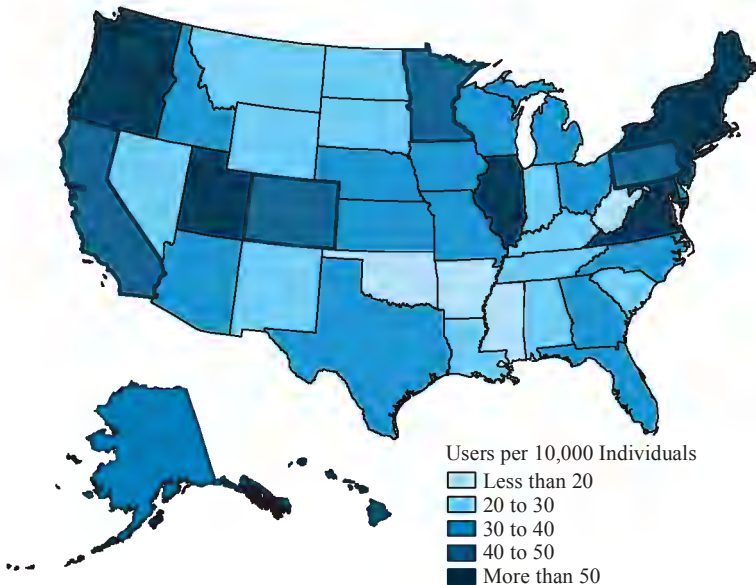 Users per 10,000 Individuals
Less than 20
20 to 30
30 to 40
40 to 50
More than 50